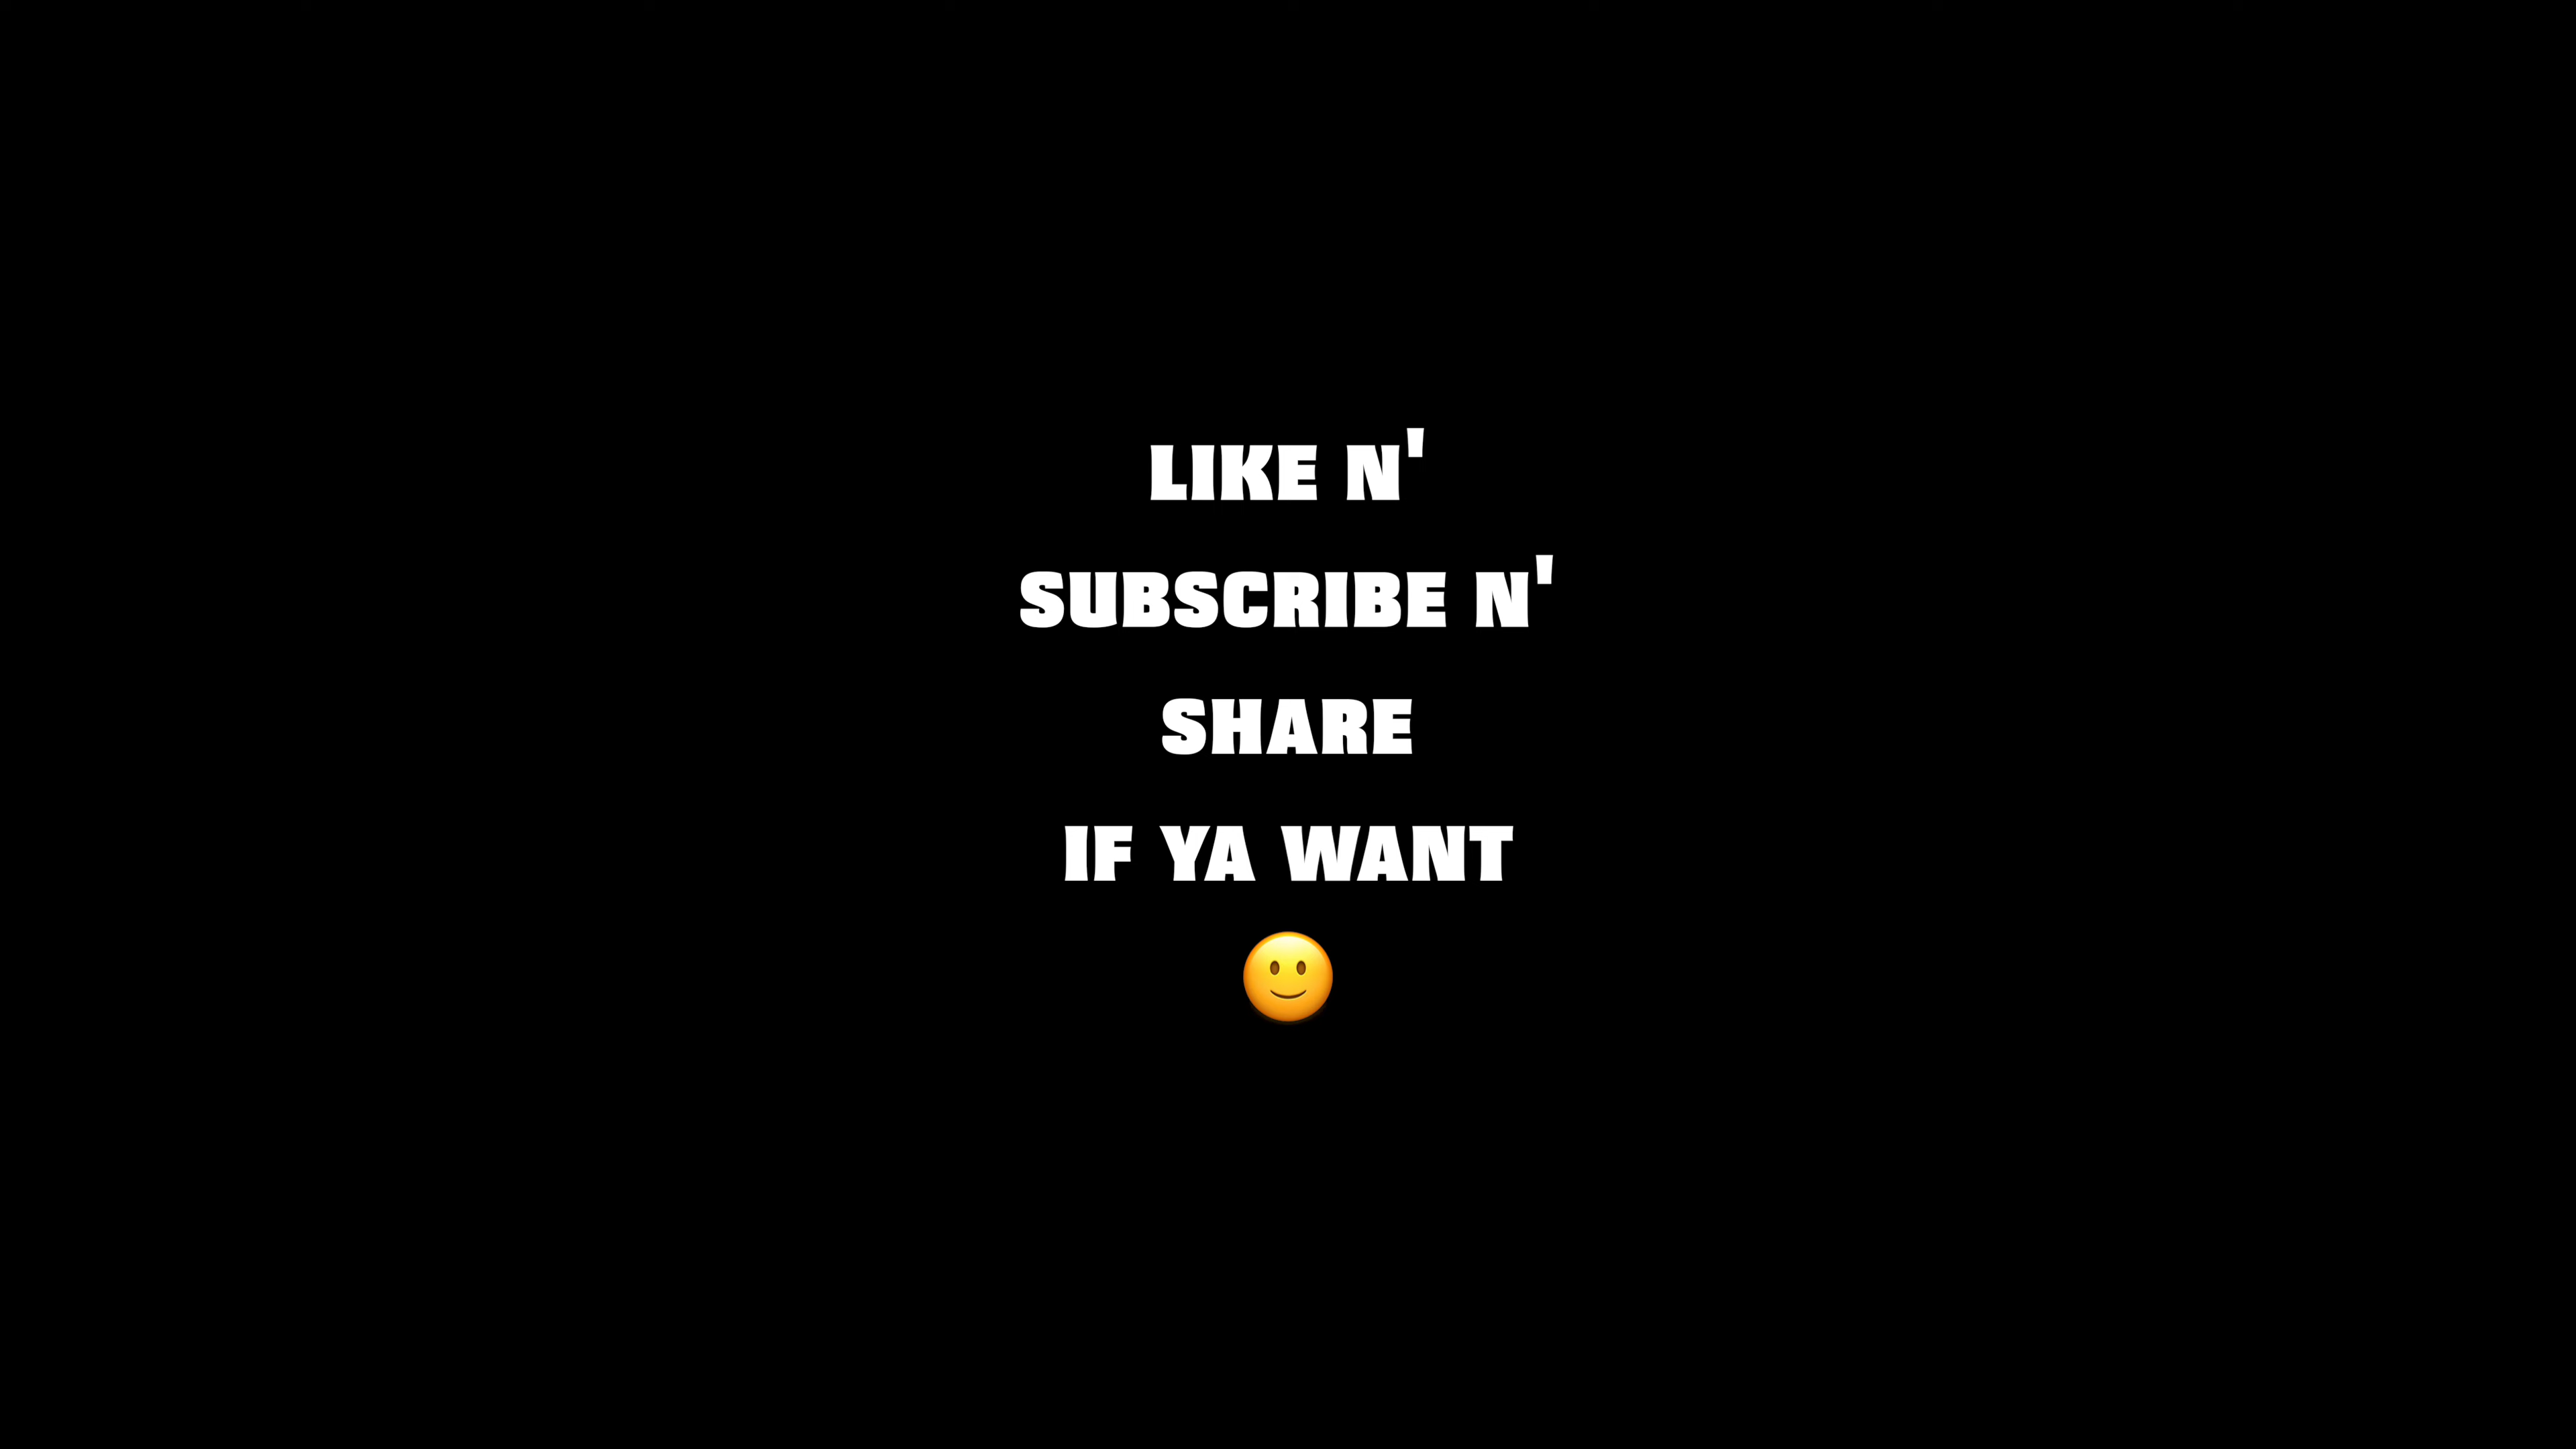 LIKE N'
SUBSCRIBE N'
SHARE
IF YA WANT
🙂